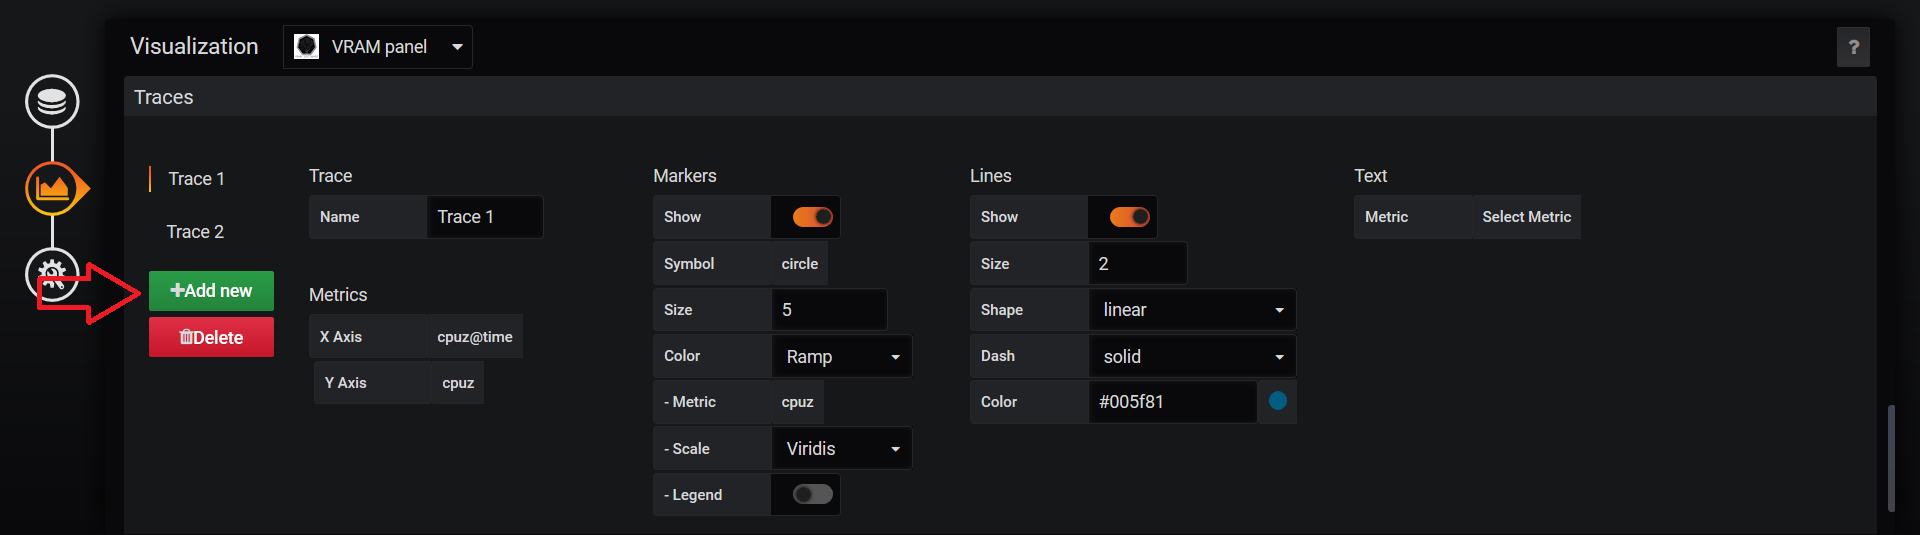 Visualization
VRAM panel
?
Traces
Trace 1
Trace 2
Add new
Delete
Trace
Name Trace 1
Metrics
X Axis cpuz@time
Y Axis cpuz
Markers
Show
Symbol circle
Size 5
Color Ramp
- Metric cpuz
- Scale Viridis
- Legend
Lines
Show
Size 2
Shape linear
Dash solid
Color #005f81
Text
Metric Select Metric